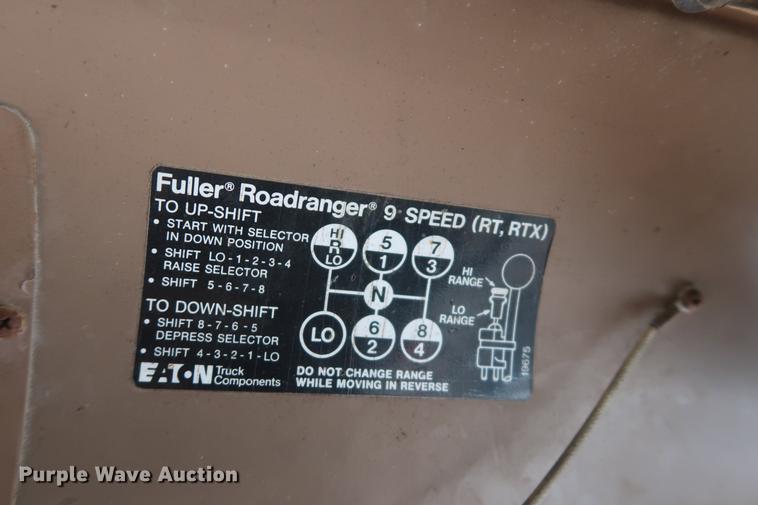 Fuller® Roadranger® 9 SPEED (RT, RTX)
TO UP-SHIFT
• START WITH SELECTOR
IN DOWN POSITION
• SHIFT LO-1-2-3-4
RAISE SELECTOR
• SHIFT 5-6-7-8
TO DOWN-SHIFT
• SHIFT 8-7-6-5
DEPRESS SELECTOR
• SHIFT 4-3-2-1-LO
EATON Truck
Components
HI
R
LO
5
1
7
3
N
LO
6
2
8
4
HI
RANGE
LO
RANGE
DO NOT CHANGE RANGE
WHILE MOVING IN REVERSE
19675
Purple Wave Auction